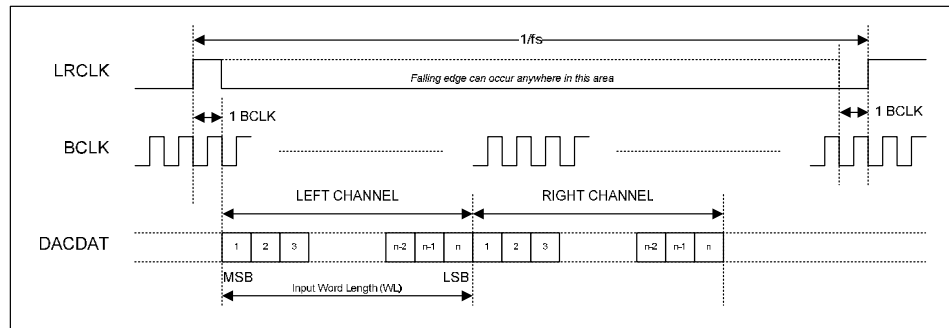 1/fs
LRCLK
Falling edge can occur anywhere in this area
1 BCLK
1 BCLK
BCLK
LEFT CHANNEL
RIGHT CHANNEL
DACDAT
1 2 3 n-2 n-1 n 1 2 3 n-2 n-1 n
MSB
LSB
Input Word Length (WL)